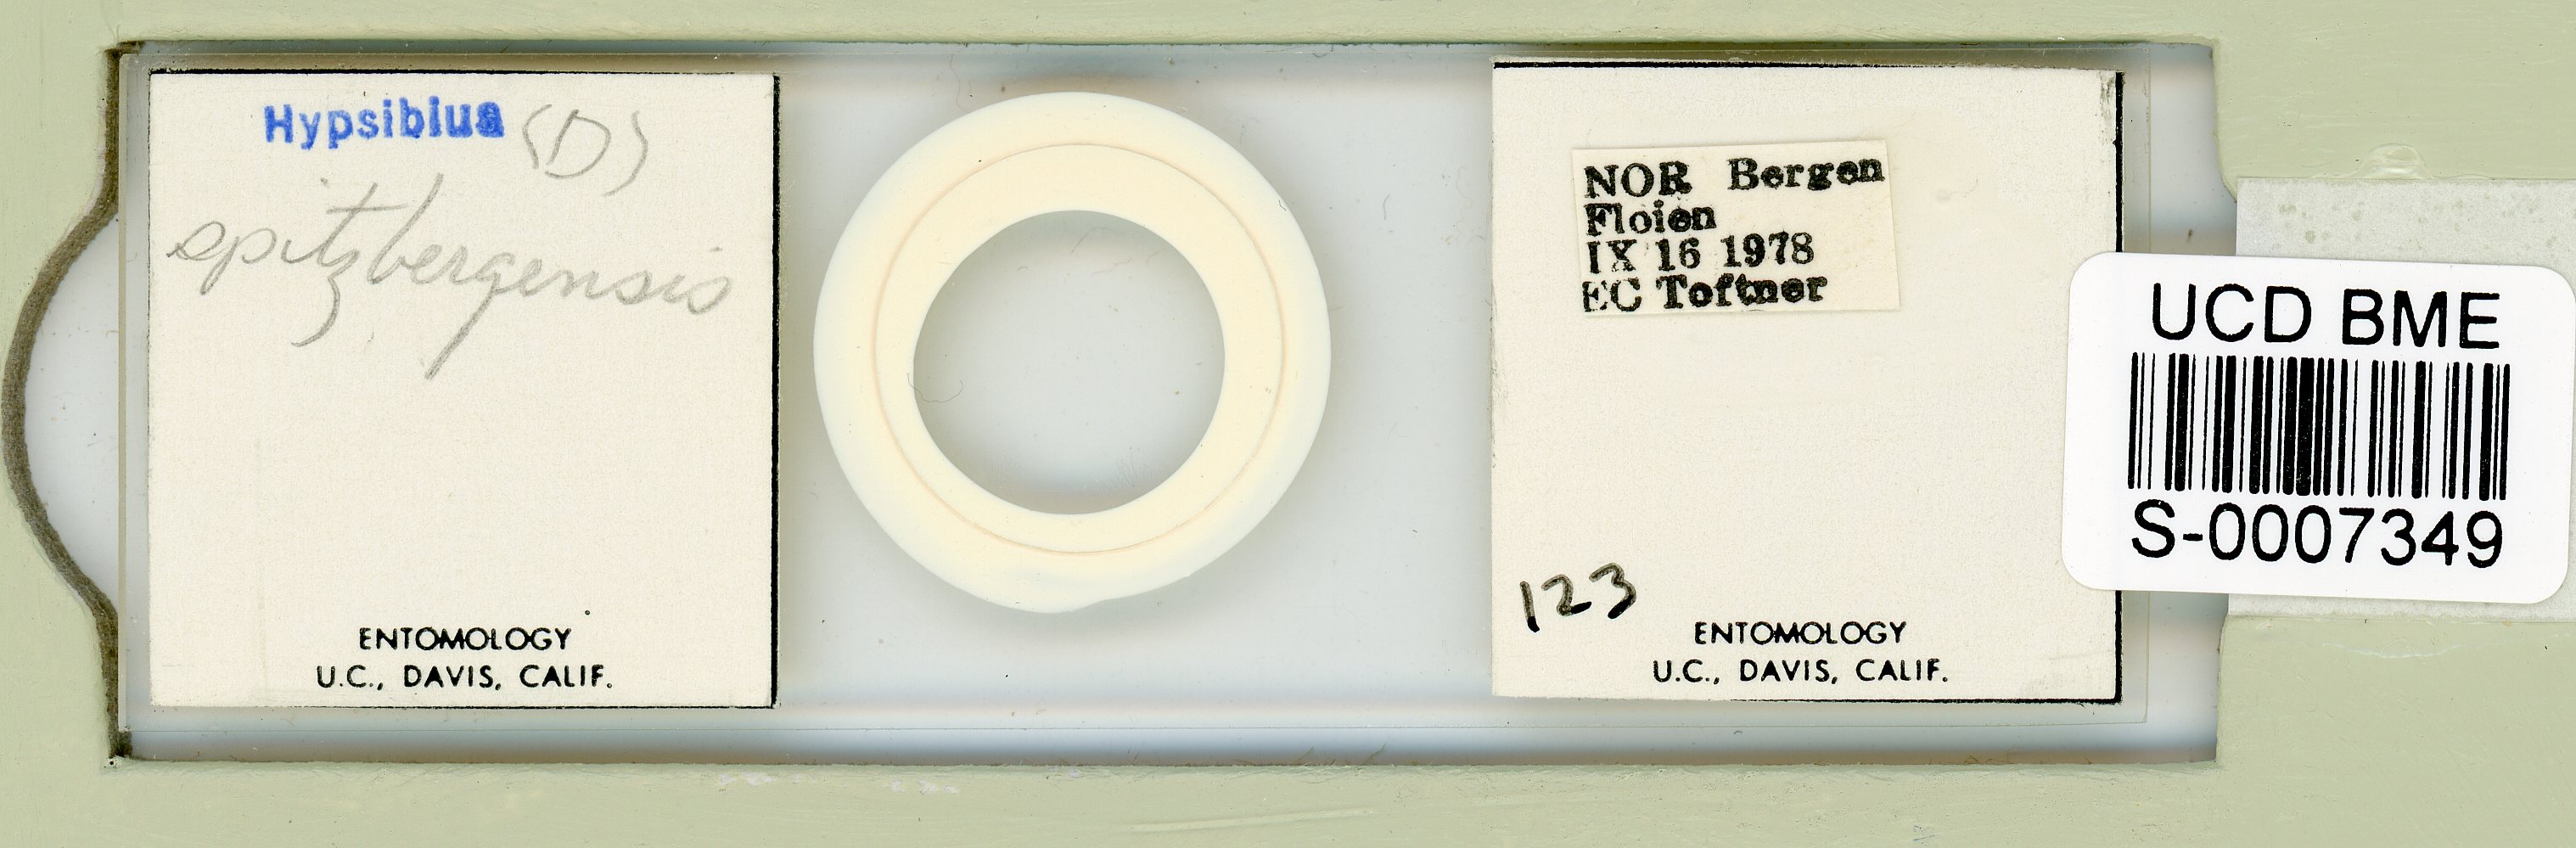 Hypsibius (D)
spitzbergensis
ENTOMOLOGY
U.C., DAVIS, CALIF.
NOR Bergen
Floien
IX 16 1978
EC Toftner
123
ENTOMOLOGY
U.C., DAVIS, CALIF.
UCD BME
S-0007349